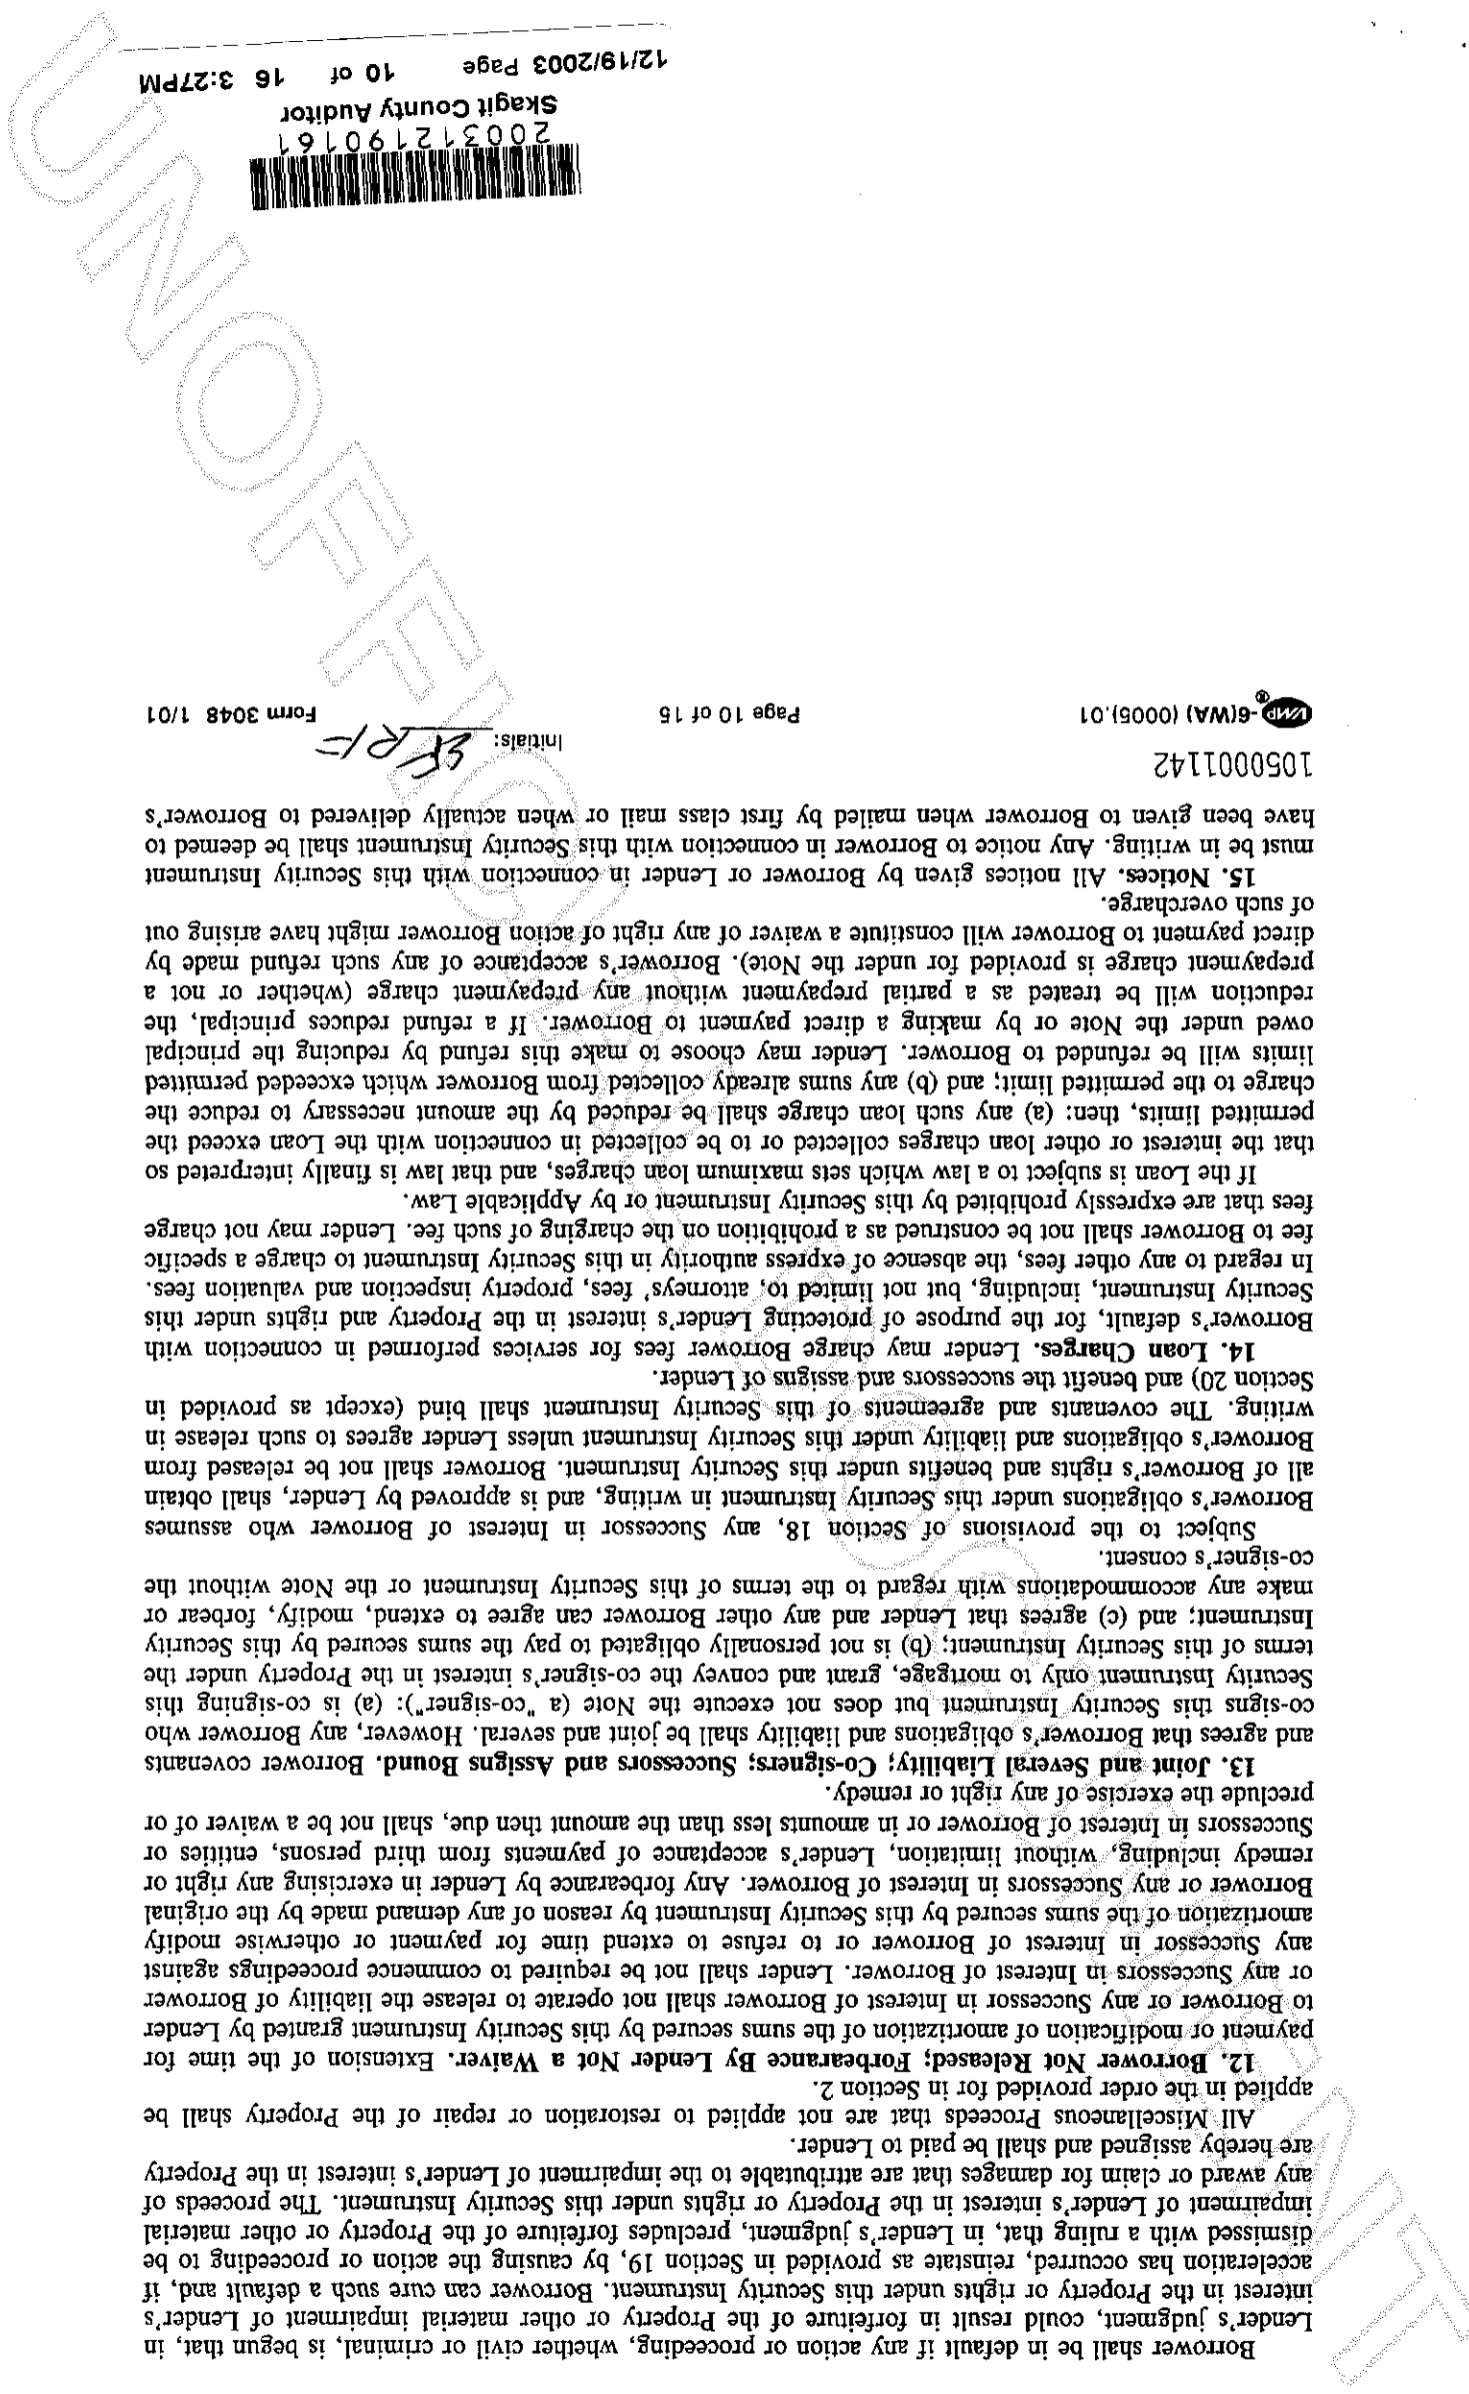 Borrower shall be in default if any action or proceeding, whether civil or criminal, is begun that, in
Lender's judgment, could result in forfeiture of the Property or other material impairment of Lender's
interest in the Property or rights under this Security Instrument. Borrower can cure such a default and, if
acceleration has occurred, reinstate as provided in Section 19, by causing the action or proceeding to be
dismissed with a ruling that, in Lender's judgment, precludes forfeiture of the Property or other material
impairment of Lender's interest in the Property or rights under this Security Instrument. The proceeds of
any award or claim for damages that are attributable to the impairment of Lender's interest in the Property
are hereby assigned and shall be paid to Lender.
All Miscellaneous Proceeds that are not applied to restoration or repair of the Property shall be
applied in the order provided for in Section 2.
12. Borrower Not Released; Forbearance By Lender Not a Waiver. Extension of the time for
payment or modification of amortization of the sums secured by this Security Instrument granted by Lender
to Borrower or any Successor in Interest of Borrower shall not operate to release the liability of Borrower
or any Successors in Interest of Borrower. Lender shall not be required to commence proceedings against
any Successor in Interest of Borrower or to refuse to extend time for payment or otherwise modify
amortization of the sums secured by this Security Instrument by reason of any demand made by the original
Borrower or any Successors in Interest of Borrower. Any forbearance by Lender in exercising any right or
remedy including, without limitation, Lender's acceptance of payments from third persons, entities or
Successors in Interest of Borrower or in amounts less than the amount then due, shall not be a waiver of or
preclude the exercise of any right or remedy.
13. Joint and Several Liability; Co-signers; Successors and Assigns Bound. Borrower covenants
and agrees that Borrower's obligations and liability shall be joint and several. However, any Borrower who
co-signs this Security Instrument but does not execute the Note (a "co-signer"): (a) is co-signing this
Security Instrument only to mortgage, grant and convey the co-signer's interest in the Property under the
terms of this Security Instrument; (b) is not personally obligated to pay the sums secured by this Security
Instrument; and (c) agrees that Lender and any other Borrower can agree to extend, modify, forbear or
make any accommodations with regard to the terms of this Security Instrument or the Note without the
co-signer's consent.
Subject to the provisions of Section 18, any Successor in Interest of Borrower who assumes
Borrower's obligations under this Security Instrument in writing, and is approved by Lender, shall obtain
all of Borrower's rights and benefits under this Security Instrument. Borrower shall not be released from
Borrower's obligations and liability under this Security Instrument unless Lender agrees to such release in
writing. The covenants and agreements of this Security Instrument shall bind (except as provided in
Section 20) and benefit the successors and assigns of Lender.
14. Loan Charges. Lender may charge Borrower fees for services performed in connection with
Borrower's default, for the purpose of protecting Lender's interest in the Property and rights under this
Security Instrument, including, but not limited to, attorneys' fees, property inspection and valuation fees.
In regard to any other fees, the absence of express authority in this Security Instrument to charge a specific
fee to Borrower shall not be construed as a prohibition on the charging of such fee. Lender may not charge
fees that are expressly prohibited by this Security Instrument or by Applicable Law.
If the Loan is subject to a law which sets maximum loan charges, and that law is finally interpreted so
that the interest or other loan charges collected or to be collected in connection with the Loan exceed the
permitted limits, then: (a) any such loan charge shall be reduced by the amount necessary to reduce the
charge to the permitted limit; and (b) any sums already collected from Borrower which exceeded permitted
limits will be refunded to Borrower. Lender may choose to make this refund by reducing the principal
owed under the Note or by making a direct payment to Borrower. If a refund reduces principal, the
reduction will be treated as a partial prepayment without any prepayment charge (whether or not a
prepayment charge is provided for under the Note). Borrower's acceptance of any such refund made by
direct payment to Borrower will constitute a waiver of any right of action Borrower might have arising out
of such overcharge.
15. Notices. All notices given by Borrower or Lender in connection with this Security Instrument
must be in writing. Any notice to Borrower in connection with this Security Instrument shall be deemed to
have been given to Borrower when mailed by first class mail or when actually delivered to Borrower's
1050001142
Initials: RF
VMP®-6(WA) (0005).01 Page 10 of 15 Form 3048 1/01
200312190161
Skagit County Auditor
12/19/2003 Page 10 of 16 3:27PM
UNOFFICIAL DOCUMENT